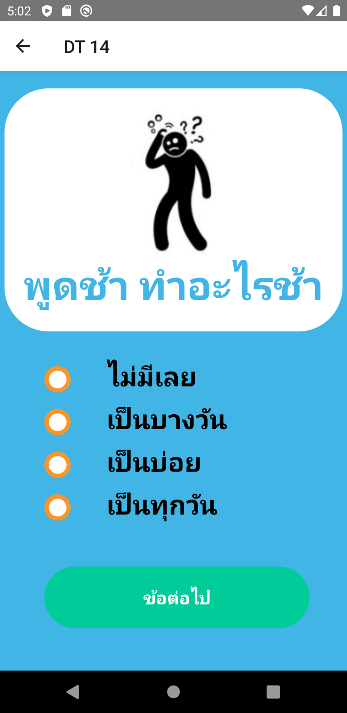 5:02
DT 14
? ? ?
พูดช้า ทำอะไรช้า
ไม่มีเลย
เป็นบางวัน
เป็นบ่อย
เป็นทุกวัน
ข้อต่อไป